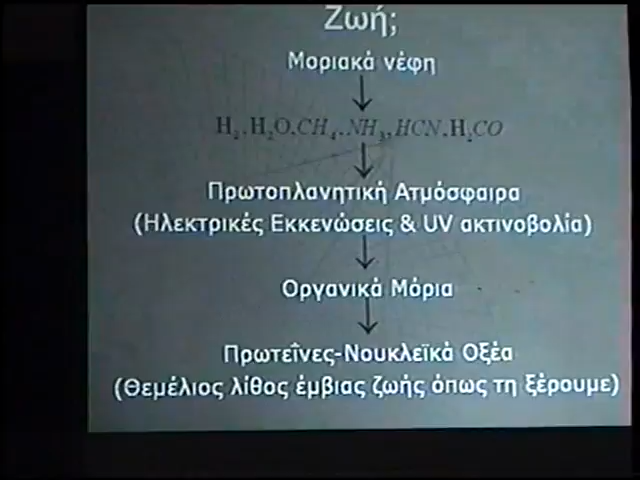 Ζωή;
Μοριακά νέφη
H₂,H₂O,CH₄,NH₃,HCN,H₂CO
Πρωτοπλανητική Ατμόσφαιρα
(Ηλεκτρικές Εκκενώσεις & UV ακτινοβολία)
Οργανικά Μόρια
Πρωτεΐνες-Νουκλεϊκά Οξέα
(Θεμέλιος λίθος έμβιας ζωής όπως τη ξέρουμε)